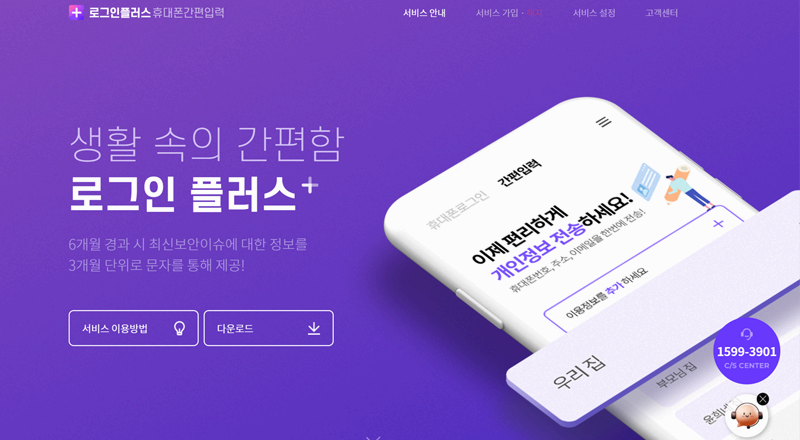 로그인플러스 휴대폰간편입력
서비스 안내
서비스 가입 -
서비스 설정
고객센터
생활 속의 간편함
로그인 플러스+
6개월 경과 시 최신보안이슈에 대한 정보를
3개월 단위로 문자를 통해 제공!
서비스 이용방법
다운로드
휴대폰로그인
간편입력
이제 편리하게
개인정보 전송하세요!
휴대폰번호, 주소, 이메일을 한번에 전송!
이용정보를 추가 하세요
우리집
부모님 집
1599-3901
C/S CENTER